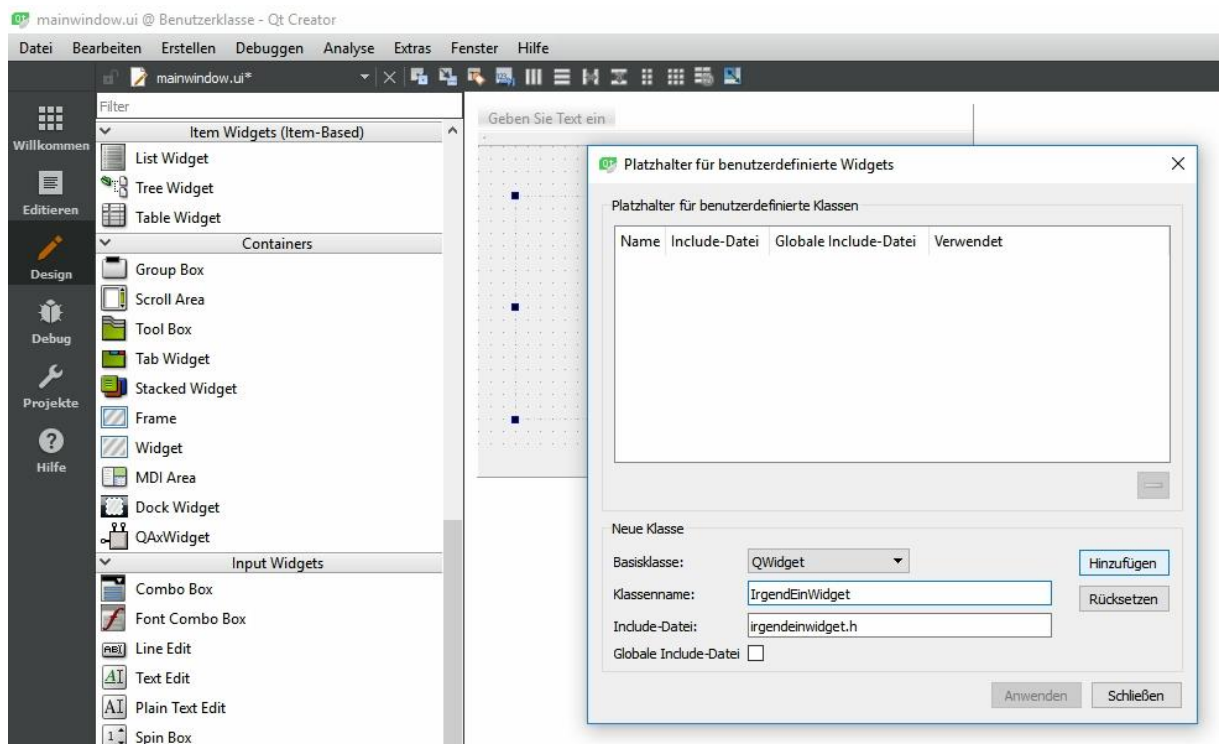 mainwindow.ui @ Benutzerklasse - Qt Creator
Datei Bearbeiten Erstellen Debuggen Analyse Extras Fenster Hilfe
mainwindow.ui*
Willkommen
Editieren
Design
Debug
Projekte
Hilfe
Filter
Item Widgets (Item-Based)
List Widget
Tree Widget
Table Widget
Containers
Group Box
Scroll Area
Tool Box
Tab Widget
Stacked Widget
Frame
Widget
MDI Area
Dock Widget
QAxWidget
Input Widgets
Combo Box
Font Combo Box
Line Edit
Text Edit
Plain Text Edit
Spin Box
Geben Sie Text ein
Platzhalter für benutzerdefinierte Widgets
Platzhalter für benutzerdefinierte Klassen
Name Include-Datei Globale Include-Datei Verwendet
Neue Klasse
Basisklasse: QWidget Hinzufügen
Klassenname: IrgendEinWidget Rücksetzen
Include-Datei: irgendeinwidget.h
Globale Include-Datei
Anwenden Schließen